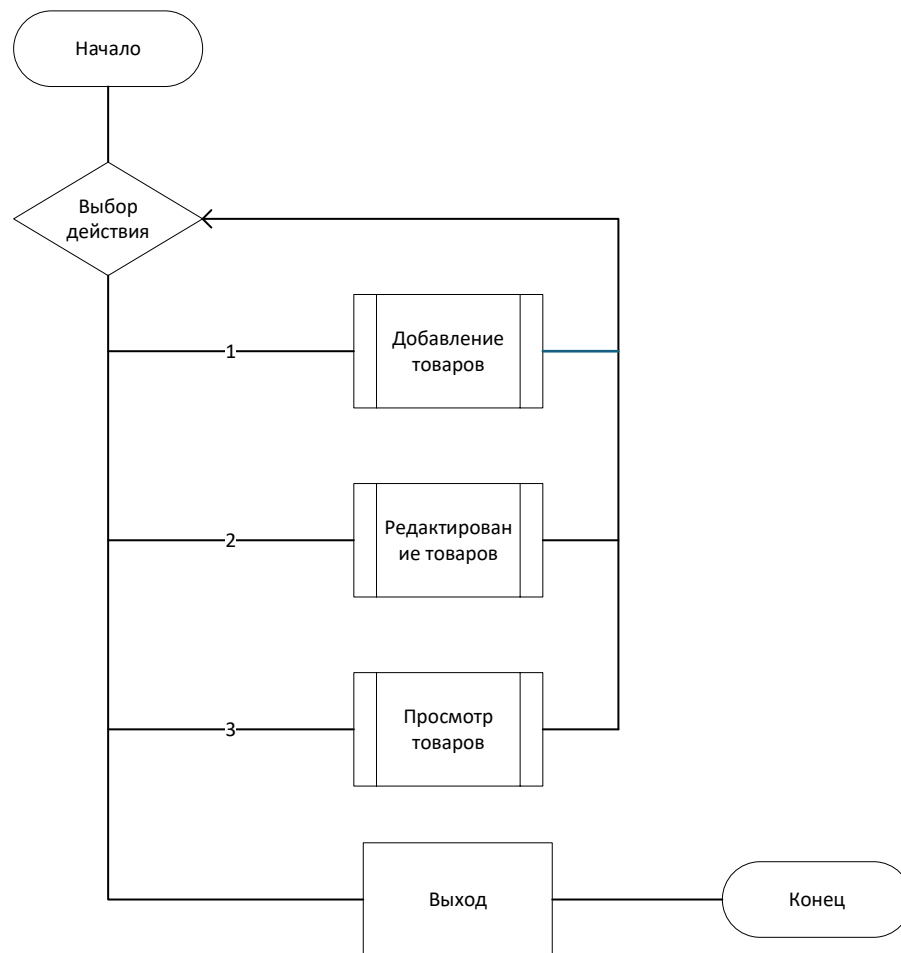 Начало
Выбор
действия
1
Добавление
товаров
2
Редактирован
ие товаров
3
Просмотр
товаров
Выход
Конец